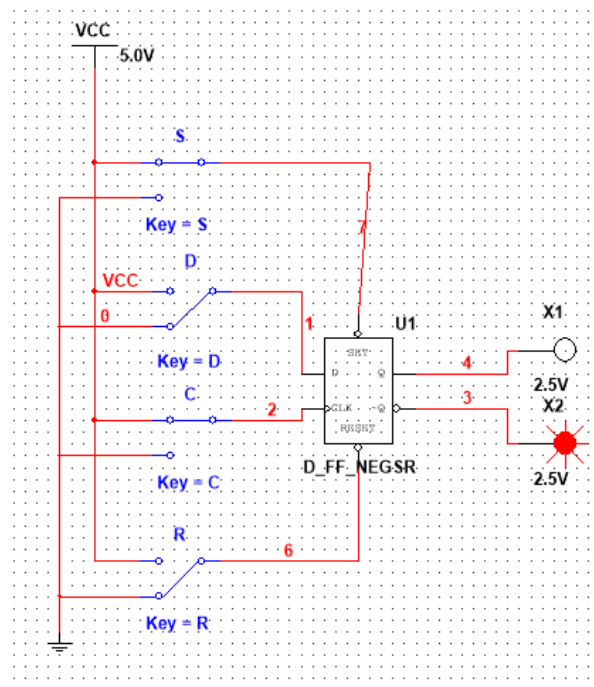 VCC
5.0V
S
Key = S
7
D
VCC
0
Key = D
1
U1
SET
D Q
CLK ~Q
RESET
D_FF_NEGSR
4
X1
2.5V
3
X2
2.5V
C
2
Key = C
R
6
Key = R